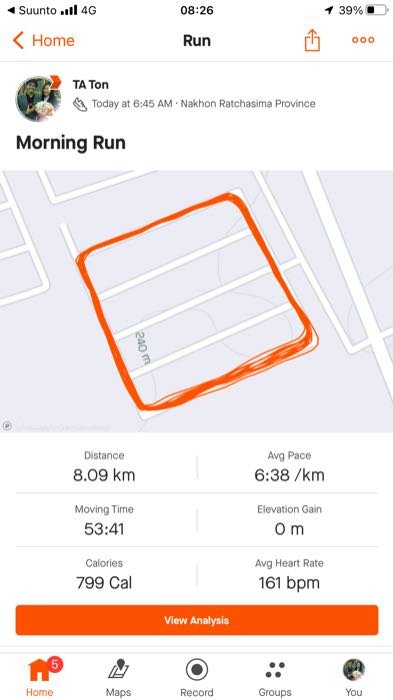 Suunto 4G 08:26 39%
Home Run
TA Ton
Today at 6:45 AM · Nakhon Ratchasima Province
Morning Run
240 m
Distance Avg Pace
8.09 km 6:38 /km
Moving Time Elevation Gain
53:41 0 m
Calories Avg Heart Rate
799 Cal 161 bpm
View Analysis
5
Home Maps Record Groups You